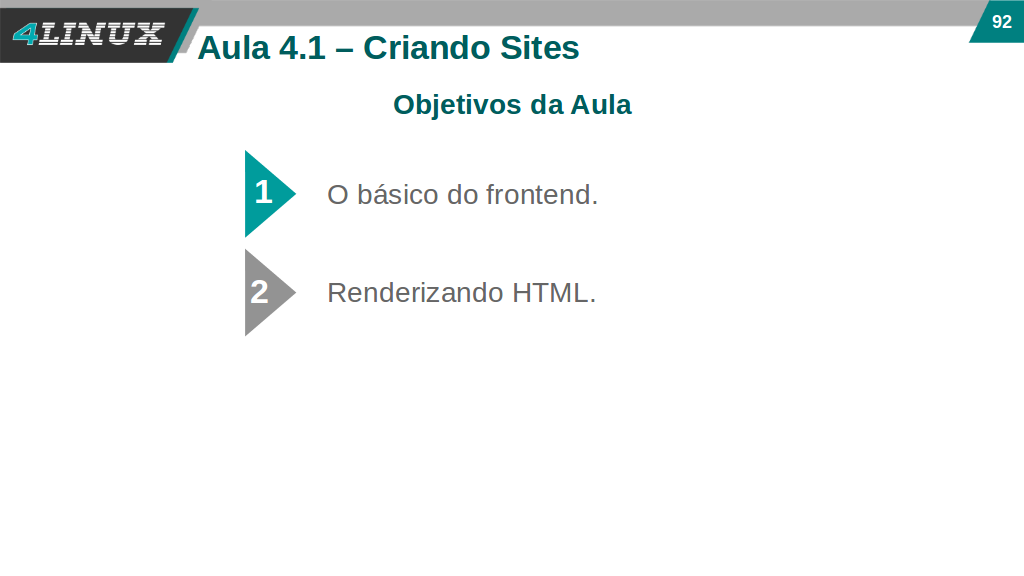 4LINUX
92
Aula 4.1 – Criando Sites
Objetivos da Aula
1
O básico do frontend.
2
Renderizando HTML.